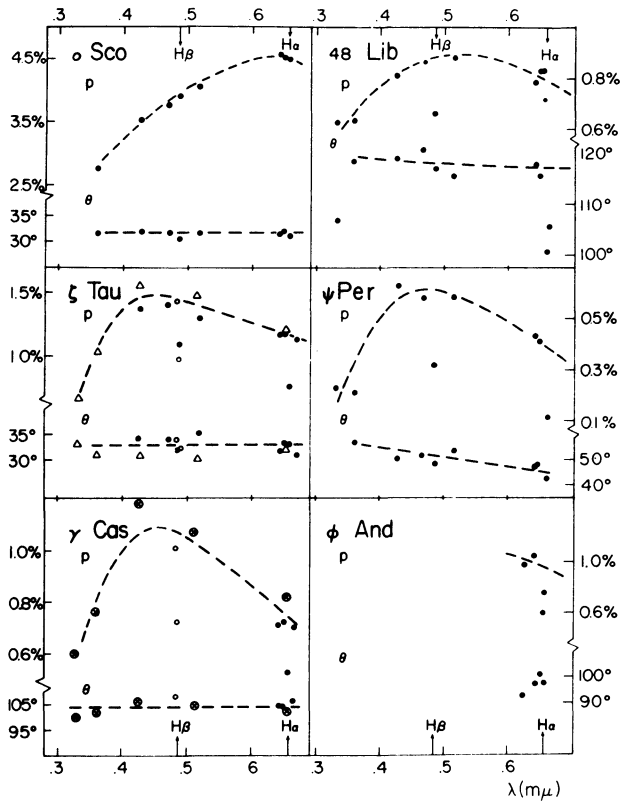 .3 .4 .5 .6 .3 .4 .5 .6
ο Sco
Hβ
Hα
4.5%
p
3.5%
2.5%
θ
35°
30°
48 Lib
Hβ
Hα
p
0.8%
0.6%
θ
120°
110°
100°
ζ Tau
1.5%
p
1.0%
θ
35°
30°
ψ Per
p
0.5%
0.3%
0.1%
θ
50°
40°
γ Cas
1.0%
p
0.8%
0.6%
θ
105°
95°
Hβ
Hα
φ And
p
1.0%
0.6%
θ
100°
90°
Hβ
Hα
.3 .4 .5 .6 .3 .4 .5 .6
λ(mμ)